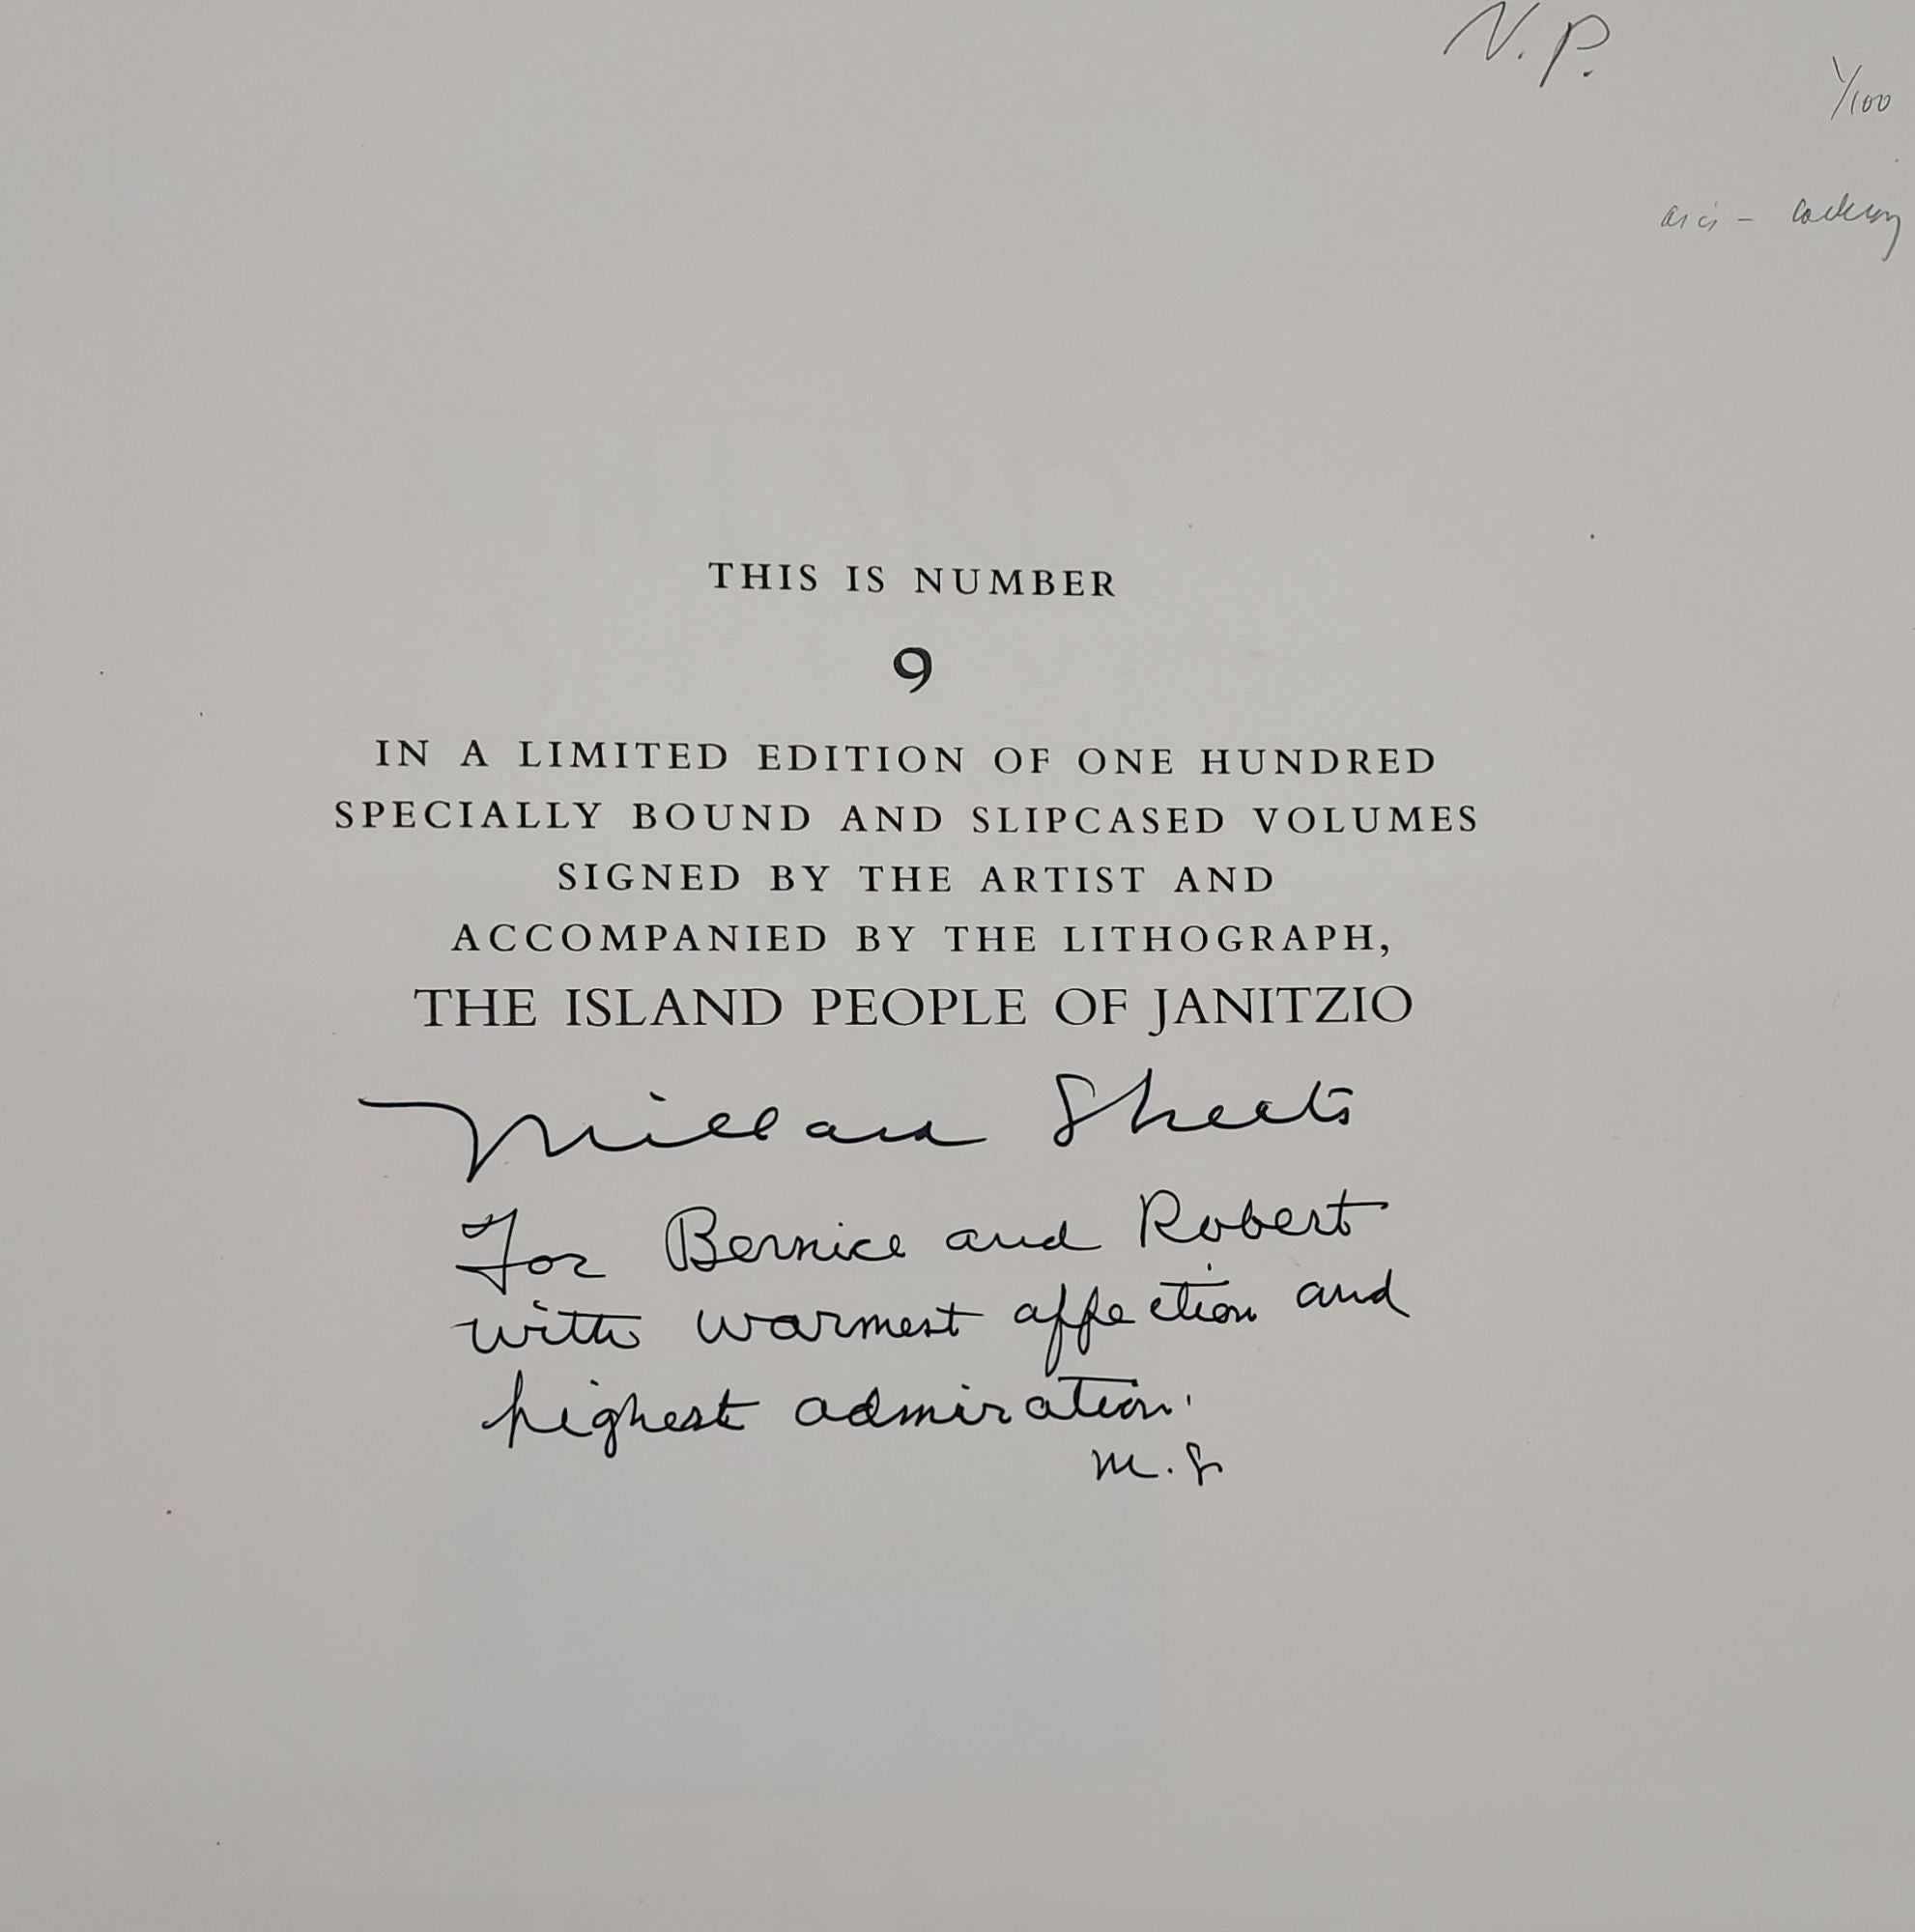 N.P.
1/100
THIS IS NUMBER
9
IN A LIMITED EDITION OF ONE HUNDRED
SPECIALLY BOUND AND SLIPCASED VOLUMES
SIGNED BY THE ARTIST AND
ACCOMPANIED BY THE LITHOGRAPH,
THE ISLAND PEOPLE OF JANITZIO
Millard Sheets
For Bernice and Robert
with warmest affection and
highest admiration.
M.S